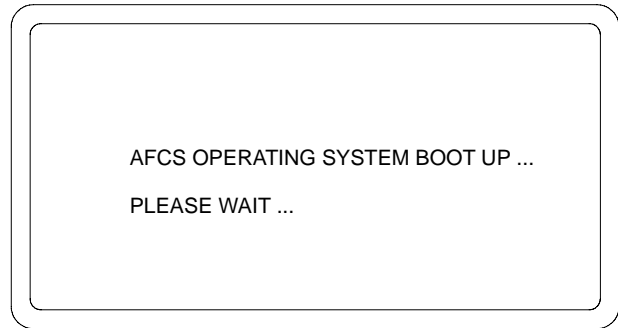 AFCS OPERATING SYSTEM BOOT UP ...
PLEASE WAIT ...